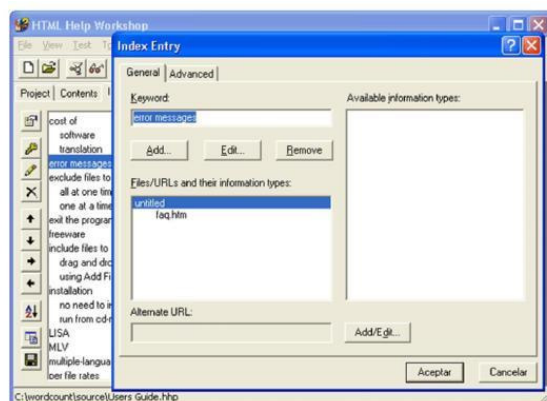 HTML Help Workshop
File View Test
Project Contents
cost of
software
translation
error messages
exclude files to
all at one tim
one at a time
exit the program
freeware
include files to
drag and dro
using Add Fi
installation
no need to in
run from cd-r
LISA
MLV
multiple-langua
per file rates
C:\wordcount\source\Users Guide.hhp
Index Entry
General Advanced
Keyword:
error messages
Add... Edit... Remove
Files/URLs and their information types:
untitled
faq.htm
Alternate URL:
Add/Edit...
Available information types:
Aceptar Cancelar